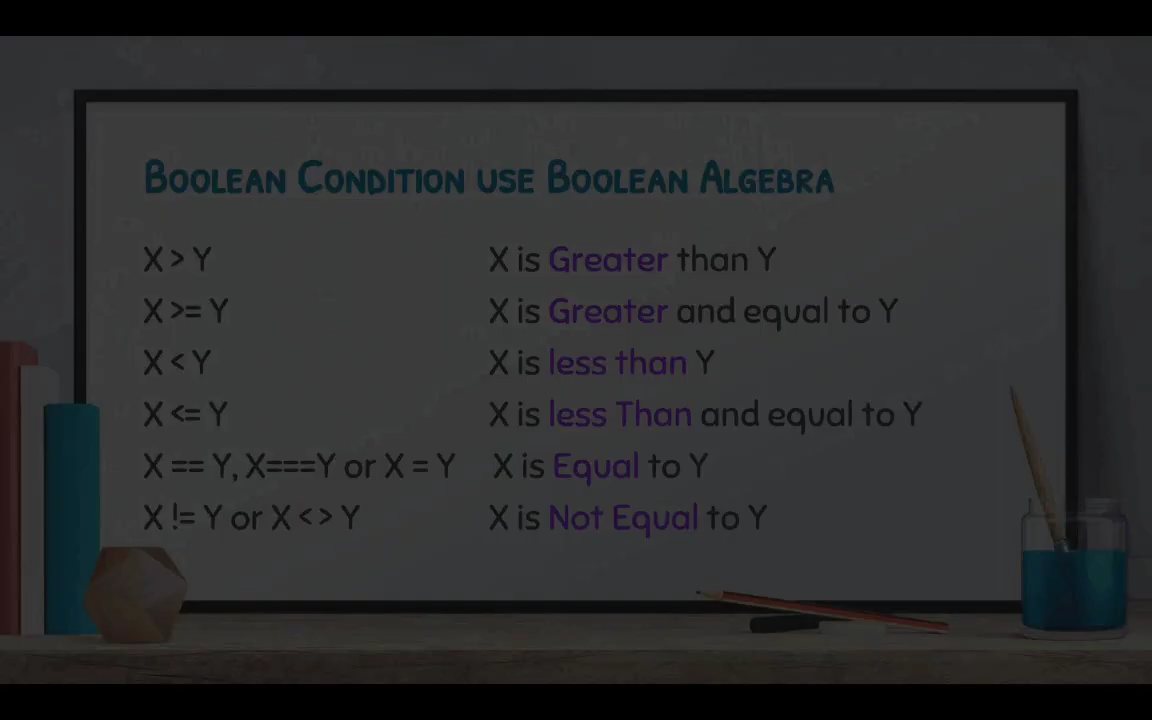 Boolean Condition use Boolean Algebra
X > Y X is Greater than Y
X >= Y X is Greater and equal to Y
X < Y X is less than Y
X <= Y X is less Than and equal to Y
X == Y, X===Y or X = Y X is Equal to Y
X != Y or X < > Y X is Not Equal to Y